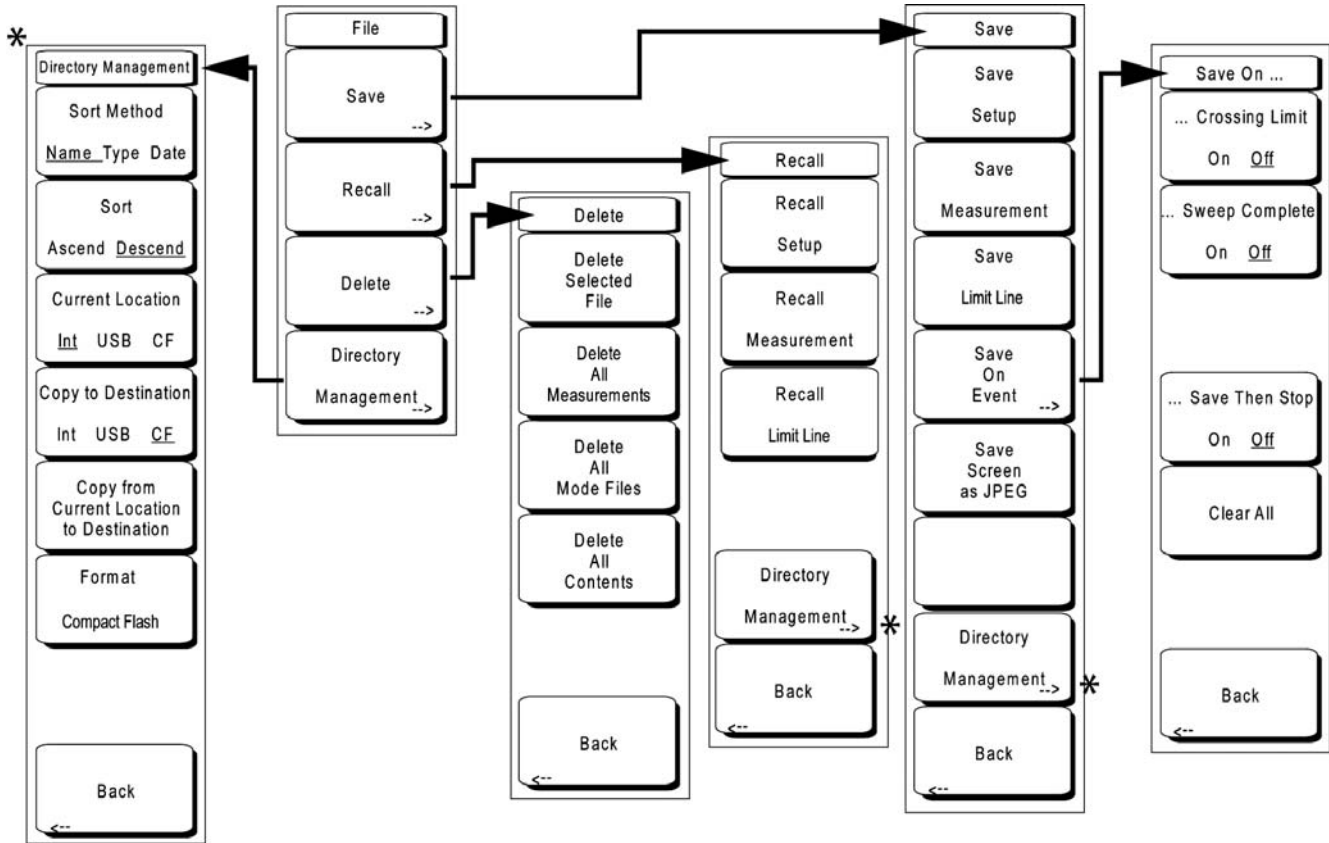 *
Directory Management
Sort Method
Name Type Date
Sort
Ascend Descend
Current Location
Int USB CF
Copy to Destination
Int USB CF
Copy from
Current Location
to Destination
Format
Compact Flash
Back
<--
File
Save
-->
Recall
-->
Delete
-->
Directory
Management
-->
Delete
Delete
Selected
File
Delete
All
Measurements
Delete
All
Mode Files
Delete
All
Contents
Back
<--
Recall
Recall
Setup
Recall
Measurement
Recall
Limit Line
Directory
Management
-->
*
Back
<--
Save
Save
Setup
Save
Measurement
Save
Limit Line
Save
On
Event
-->
Save
Screen
as JPEG
Directory
Management
-->
*
Back
<--
Save On ...
... Crossing Limit
On Off
... Sweep Complete
On Off
... Save Then Stop
On Off
Clear All
Back
<--